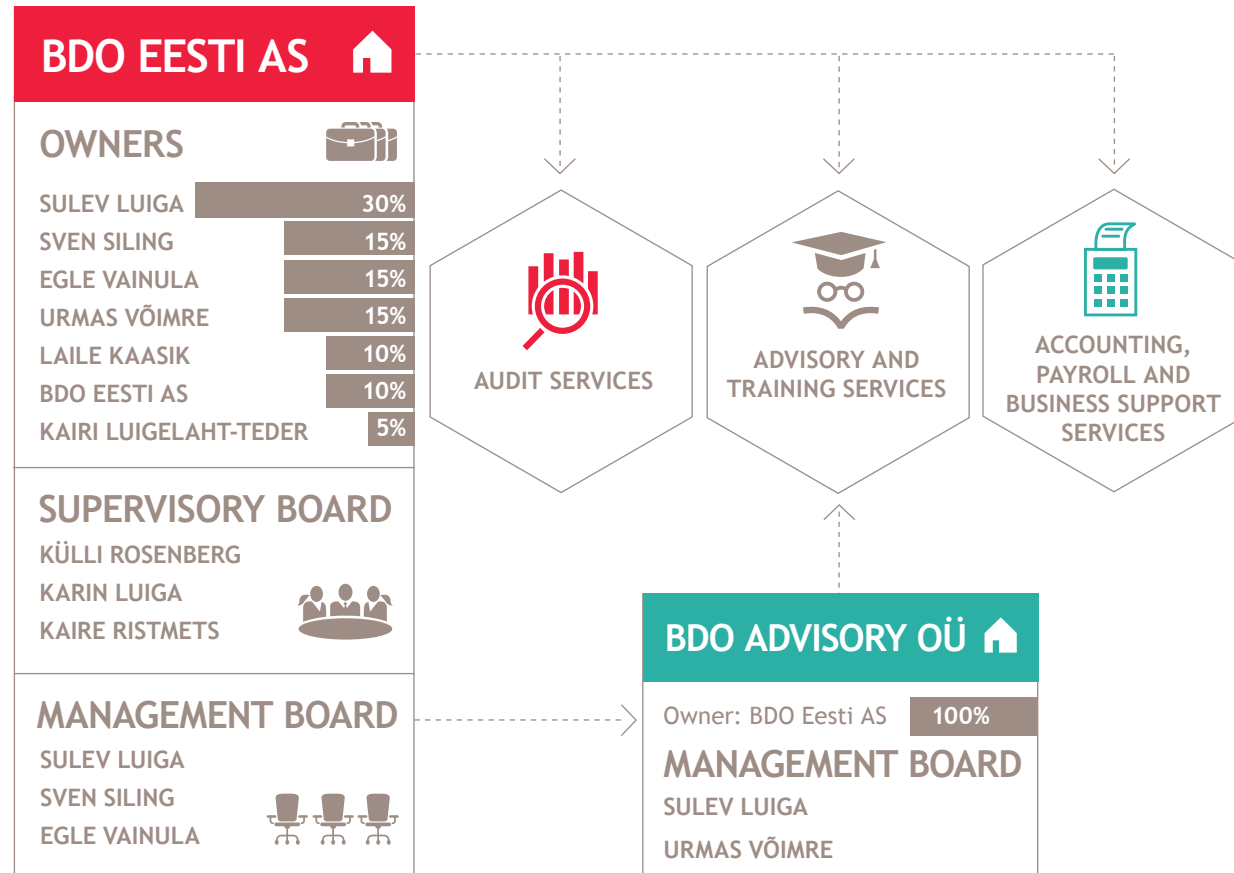 BDO EESTI AS
OWNERS
SULEV LUIGA 30%
SVEN SILING 15%
EGLE VAINULA 15%
URMAS VÕIMRE 15%
LAILE KAASIK 10%
BDO EESTI AS 10%
KAIRI LUIGELAHT-TEDER 5%
SUPERVISORY BOARD
KÜLLI ROSENBERG
KARIN LUIGA
KAIRE RISTMETS
MANAGEMENT BOARD
SULEV LUIGA
SVEN SILING
EGLE VAINULA
AUDIT SERVICES
ADVISORY AND
TRAINING SERVICES
ACCOUNTING,
PAYROLL AND
BUSINESS SUPPORT
SERVICES
BDO ADVISORY OÜ
Owner: BDO Eesti AS 100%
MANAGEMENT BOARD
SULEV LUIGA
URMAS VÕIMRE